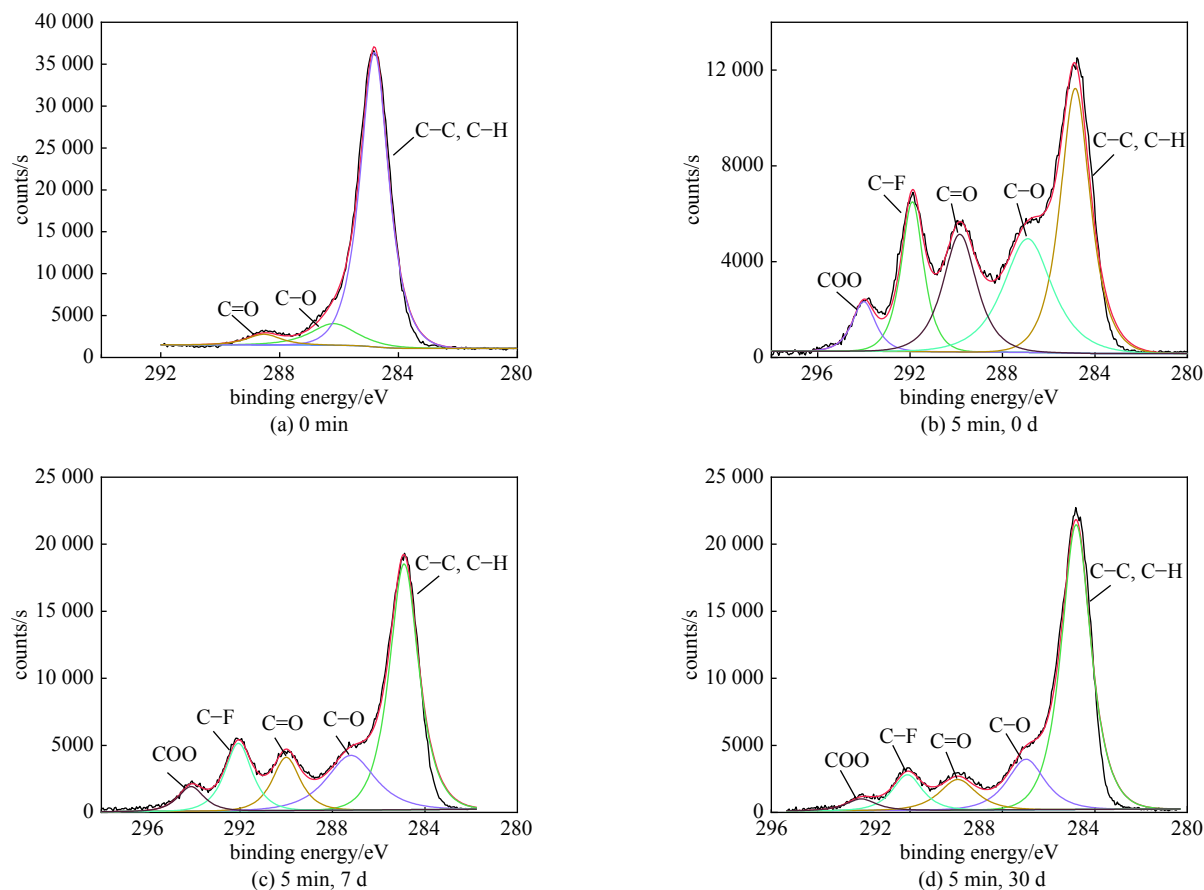 40 000
35 000
30 000
25 000
20 000
15 000
10 000
5000
0
counts/s
C=O
C−O
C−C, C−H
292
288
284
280
binding energy/eV
(a) 0 min
12 000
8000
4000
0
counts/s
COO
C−F
C=O
C−O
C−C, C−H
296
292
288
284
280
binding energy/eV
(b) 5 min, 0 d
25 000
20 000
15 000
10 000
5000
0
counts/s
COO
C−F
C=O
C−O
C−C, C−H
296
292
288
284
280
binding energy/eV
(c) 5 min, 7 d
25 000
20 000
15 000
10 000
5000
0
counts/s
COO
C−F
C=O
C−O
C−C, C−H
296
292
288
284
280
binding energy/eV
(d) 5 min, 30 d